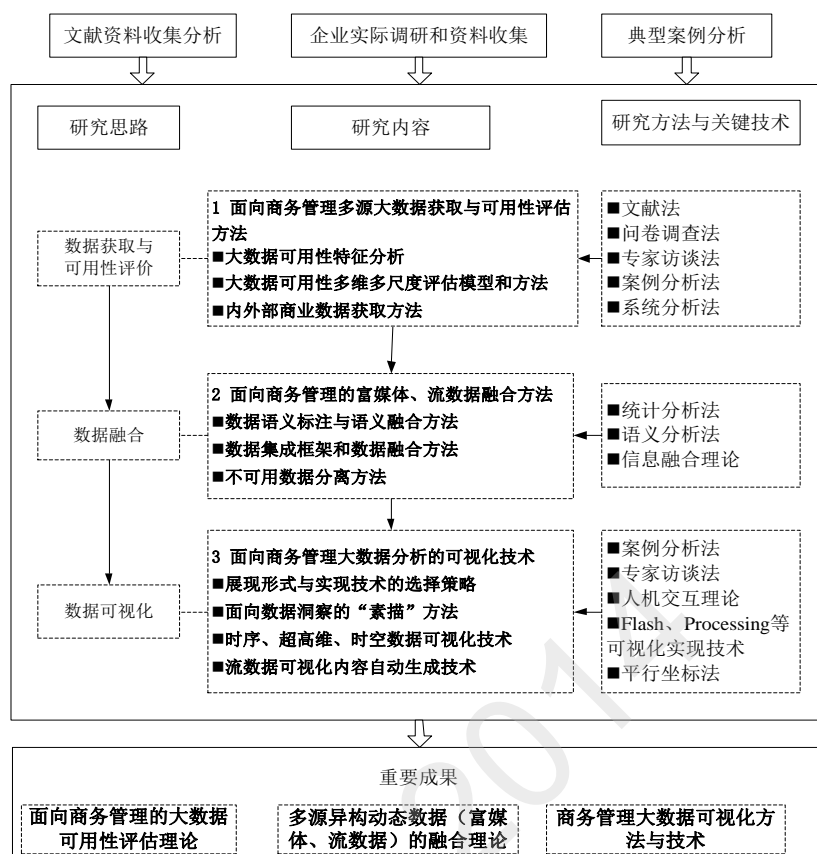 文献资料收集分析
企业实际调研和资料收集
典型案例分析
研究思路
研究内容
研究方法与关键技术
数据获取与
可用性评价
1 面向商务管理多源大数据获取与可用性评估
方法
■大数据可用性特征分析
■大数据可用性多维多尺度评估模型和方法
■内外部商业数据获取方法
■文献法
■问卷调查法
■专家访谈法
■案例分析法
■系统分析法
数据融合
2 面向商务管理的富媒体、流数据融合方法
■数据语义标注与语义融合方法
■数据集成框架和数据融合方法
■不可用数据分离方法
■统计分析法
■语义分析法
■信息融合理论
数据可视化
3 面向商务管理大数据分析的可视化技术
■展现形式与实现技术的选择策略
■面向数据洞察的“素描”方法
■时序、超高维、时空数据可视化技术
■流数据可视化内容自动生成技术
■案例分析法
■专家访谈法
■人机交互理论
■Flash、Processing等
可视化实现技术
■平行坐标法
重要成果
面向商务管理的大数据
可用性评估理论
多源异构动态数据（富媒
体、流数据）的融合理论
商务管理大数据可视化方
法与技术
2014